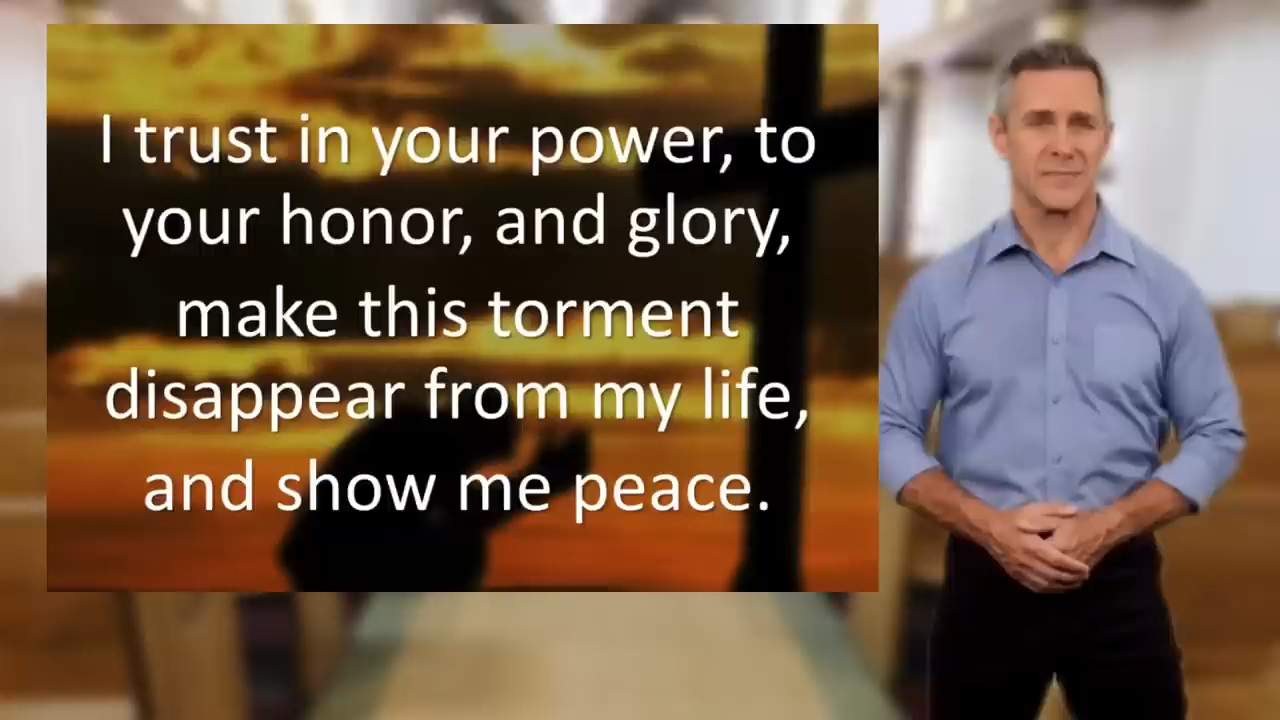 I trust in your power, to
your honor, and glory,
make this torment
disappear from my life,
and show me peace.